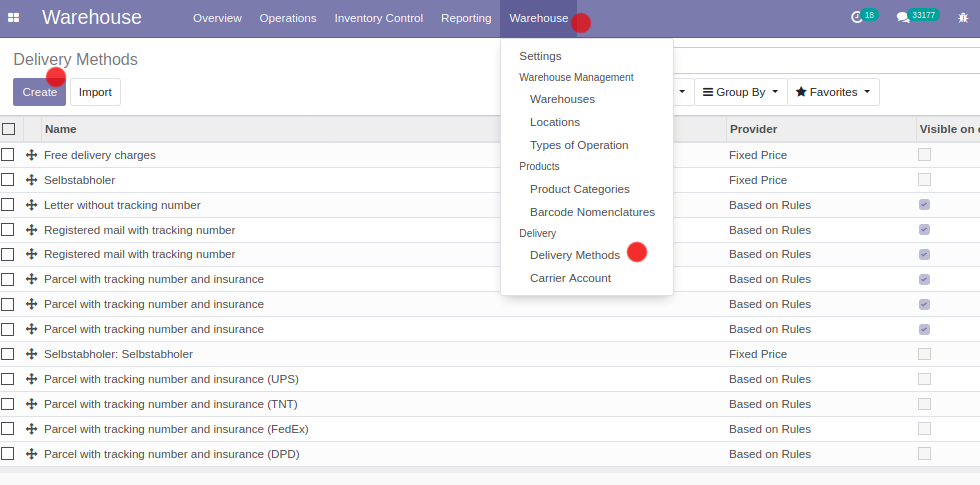 Warehouse
Overview Operations Inventory Control Reporting Warehouse 18 33177
Delivery Methods
Create Import
Group By Favorites
Settings
Warehouse Management
Warehouses
Locations
Types of Operation
Products
Product Categories
Barcode Nomenclatures
Delivery
Delivery Methods
Carrier Account
Name Provider Visible on
Free delivery charges Fixed Price
Selbstabholer Fixed Price
Letter without tracking number Based on Rules
Registered mail with tracking number Based on Rules
Registered mail with tracking number Based on Rules
Parcel with tracking number and insurance Based on Rules
Parcel with tracking number and insurance Based on Rules
Parcel with tracking number and insurance Based on Rules
Selbstabholer: Selbstabholer Fixed Price
Parcel with tracking number and insurance (UPS) Based on Rules
Parcel with tracking number and insurance (TNT) Based on Rules
Parcel with tracking number and insurance (FedEx) Based on Rules
Parcel with tracking number and insurance (DPD) Based on Rules